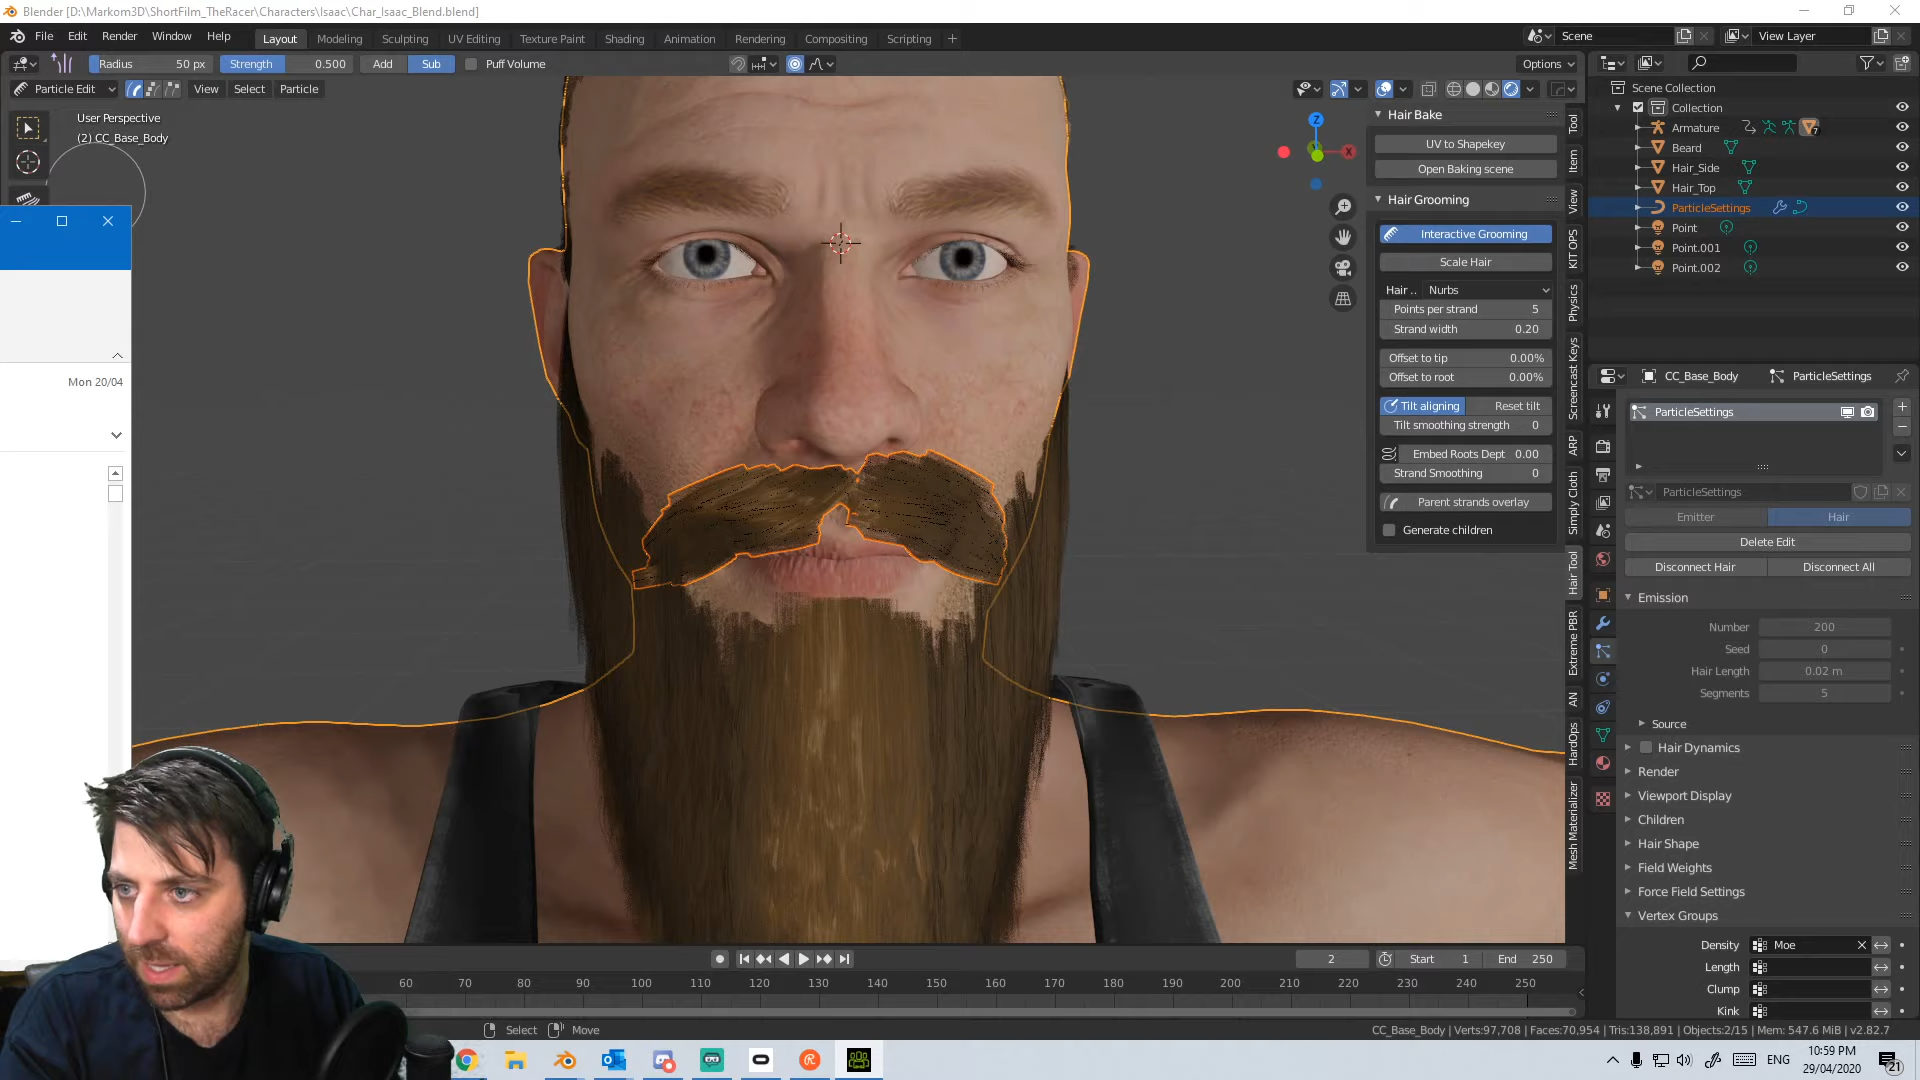 Blender [D:\Markom3D\ShortFilm_TheRacer\Characters\Isaac\Char_Isaac_Blend.blend]
File Edit Render Window Help Layout Modeling Sculpting UV Editing Texture Paint Shading Animation Rendering Compositing Scripting + Scene View Layer
Radius 50 px Strength 0.500 Add Sub Puff Volume Options
Particle Edit View Select Particle
User Perspective
(2) CC_Base_Body
Mon 20/04
Z
X
Hair Bake
UV to Shapekey
Open Baking scene
Hair Grooming
Interactive Grooming
Scale Hair
Hair .. Nurbs
Points per strand 5
Strand width 0.20
Offset to tip 0.00%
Offset to root 0.00%
Tilt aligning Reset tilt
Tilt smoothing strength 0
Embed Roots Dept 0.00
Strand Smoothing 0
Parent strands overlay
Generate children
Tool
Item
View
KIT OPS
Physics
Screencast Keys
ARP
Simply Cloth
Hair Tool
Extreme PBR
AN
HardOps
Mesh Materializer
Scene Collection
Collection
Armature 7
Beard
Hair_Side
Hair_Top
ParticleSettings
Point
Point.001
Point.002
CC_Base_Body ParticleSettings
ParticleSettings
ParticleSettings
Emitter Hair
Delete Edit
Disconnect Hair Disconnect All
Emission
Number 200
Seed 0
Hair Length 0.02 m
Segments 5
Source
Hair Dynamics
Render
Viewport Display
Children
Hair Shape
Field Weights
Force Field Settings
Vertex Groups
Density Moe
Length
Clump
Kink
2 Start 1 End 250
60 70 80 90 100 110 120 130 140 150 160 170 180 190 200 210 220 230 240 250
Select Move
CC_Base_Body | Verts:97,708 | Faces:70,954 | Tris:138,891 | Objects:2/15 | Mem: 547.6 MiB | v2.82.7
ENG
10:59 PM
29/04/2020
21